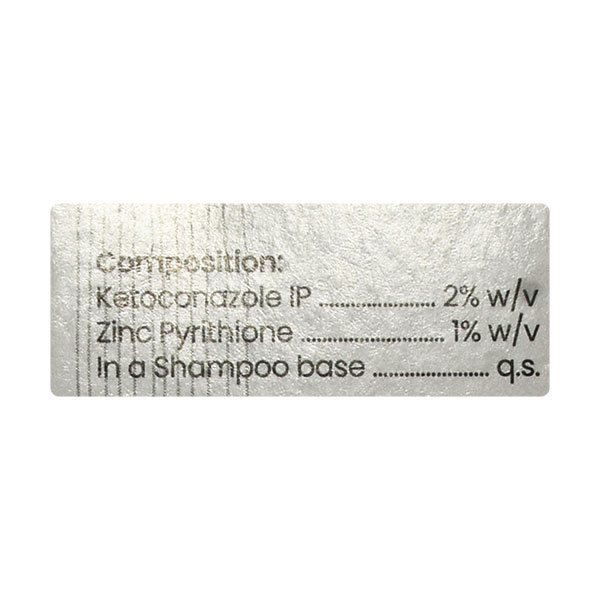 Composition:
Ketoconazole IP ........................ 2% w/v
Zinc Pyrithione .............................. 1% w/v
In a Shampoo base ........................ q.s.